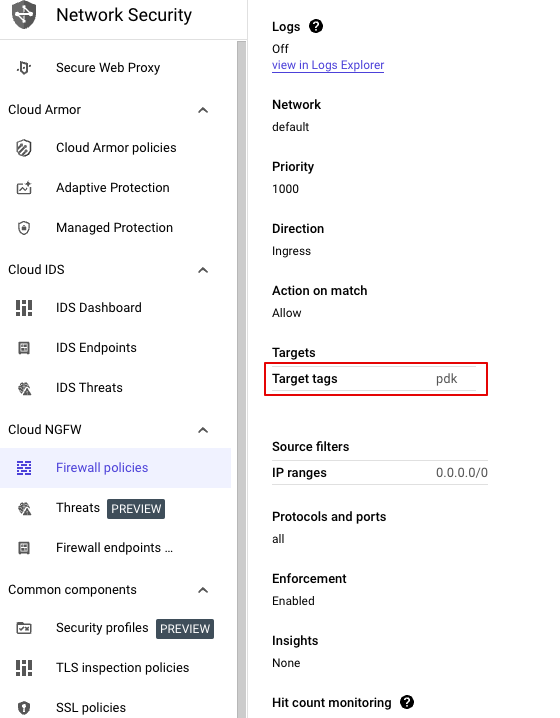 Network Security
Secure Web Proxy
Cloud Armor
Cloud Armor policies
Adaptive Protection
Managed Protection
Cloud IDS
IDS Dashboard
IDS Endpoints
IDS Threats
Cloud NGFW
Firewall policies
Threats PREVIEW
Firewall endpoints ...
Common components
Security profiles PREVIEW
TLS inspection policies
SSL policies
Logs ?
Off
view in Logs Explorer
Network
default
Priority
1000
Direction
Ingress
Action on match
Allow
Targets
Target tags pdk
Source filters
IP ranges 0.0.0.0/0
Protocols and ports
all
Enforcement
Enabled
Insights
None
Hit count monitoring ?